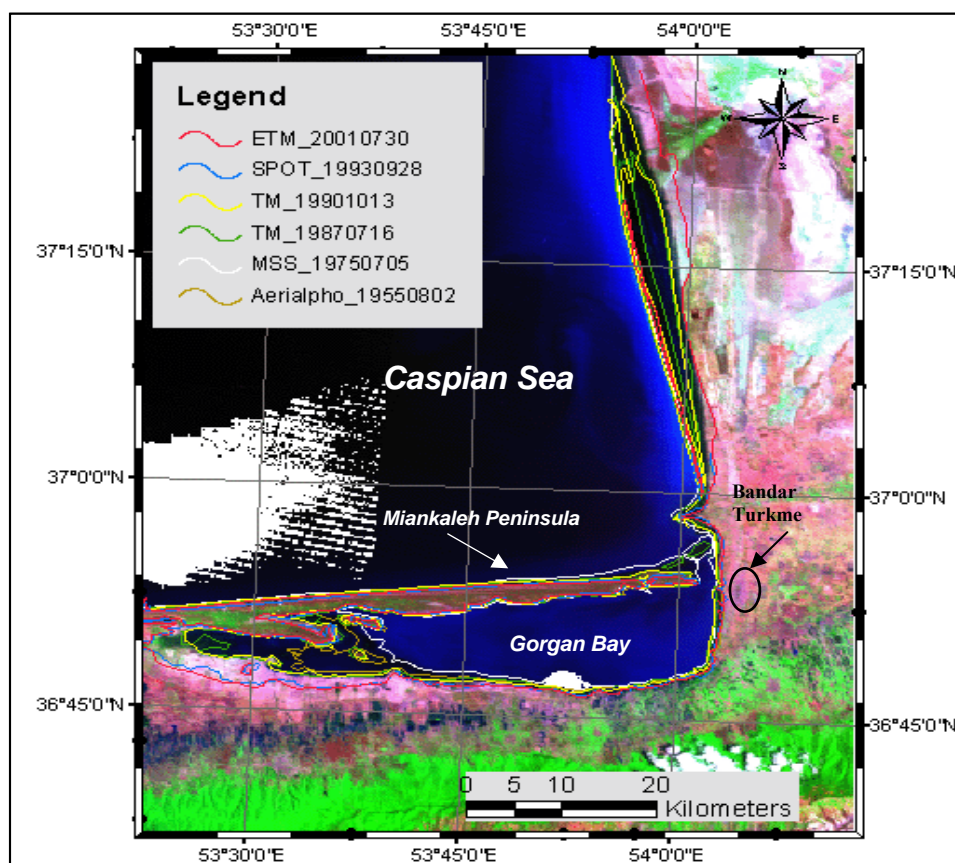 53°30'0"E 53°45'0"E 54°0'0"E
Legend
ETM_20010730
SPOT_19930928
TM_19901013
TM_19870716
MSS_19750705
Aerialpho_19550802
N
W E
37°15'0"N 37°15'0"N
Caspian Sea
37°0'0"N 37°0'0"N
Bandar
Turkme
Miankaleh Peninsula
Gorgan Bay
36°45'0"N 36°45'0"N
0 5 10 20
Kilometers
53°30'0"E 53°45'0"E 54°0'0"E